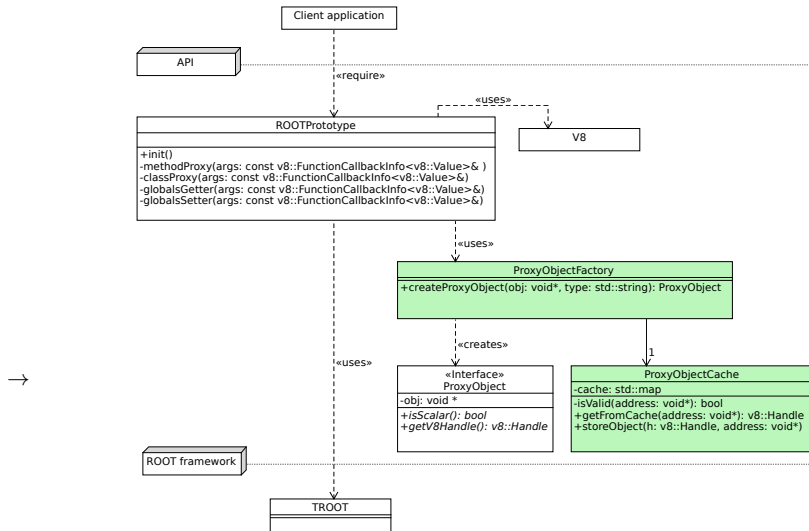 Client application
API
«require»
«uses»
ROOTPrototype
V8
+init()
-methodProxy(args: const v8::FunctionCallbackInfo<v8::Value>& )
-classProxy(args: const v8::FunctionCallbackInfo<v8::Value>&)
-globalsGetter(args: const v8::FunctionCallbackInfo<v8::Value>&)
-globalsSetter(args: const v8::FunctionCallbackInfo<v8::Value>&)
«uses»
ProxyObjectFactory
+createProxyObject(obj: void*, type: std::string): ProxyObject
«creates»
1
«uses»
→
«Interface»
ProxyObject
-obj: void *
+isScalar(): bool
+getV8Handle(): v8::Handle
ProxyObjectCache
-cache: std::map
-isValid(address: void*): bool
+getFromCache(address: void*): v8::Handle
+storeObject(h: v8::Handle, address: void*)
ROOT framework
TROOT